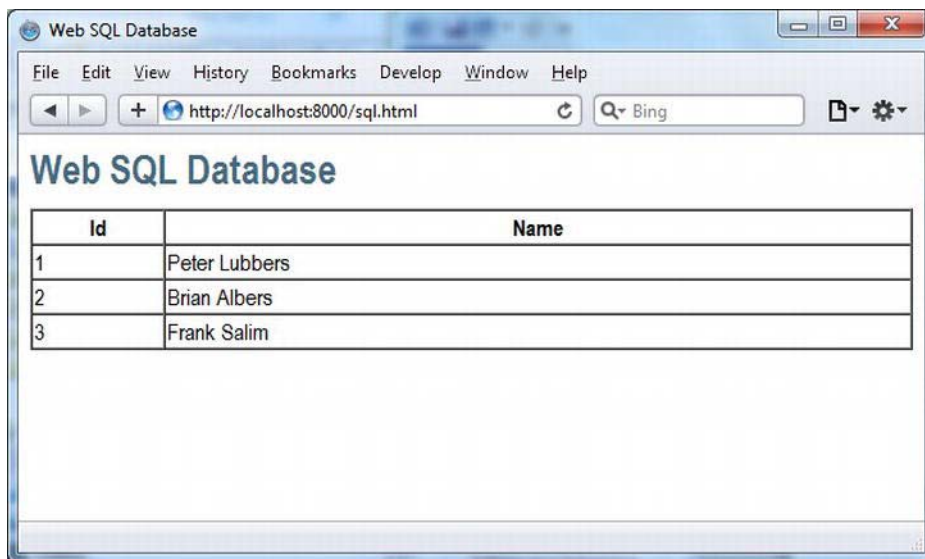 Web SQL Database
File Edit View History Bookmarks Develop Window Help
http://localhost:8000/sql.html Bing
Web SQL Database
Id Name
1 Peter Lubbers
2 Brian Albers
3 Frank Salim